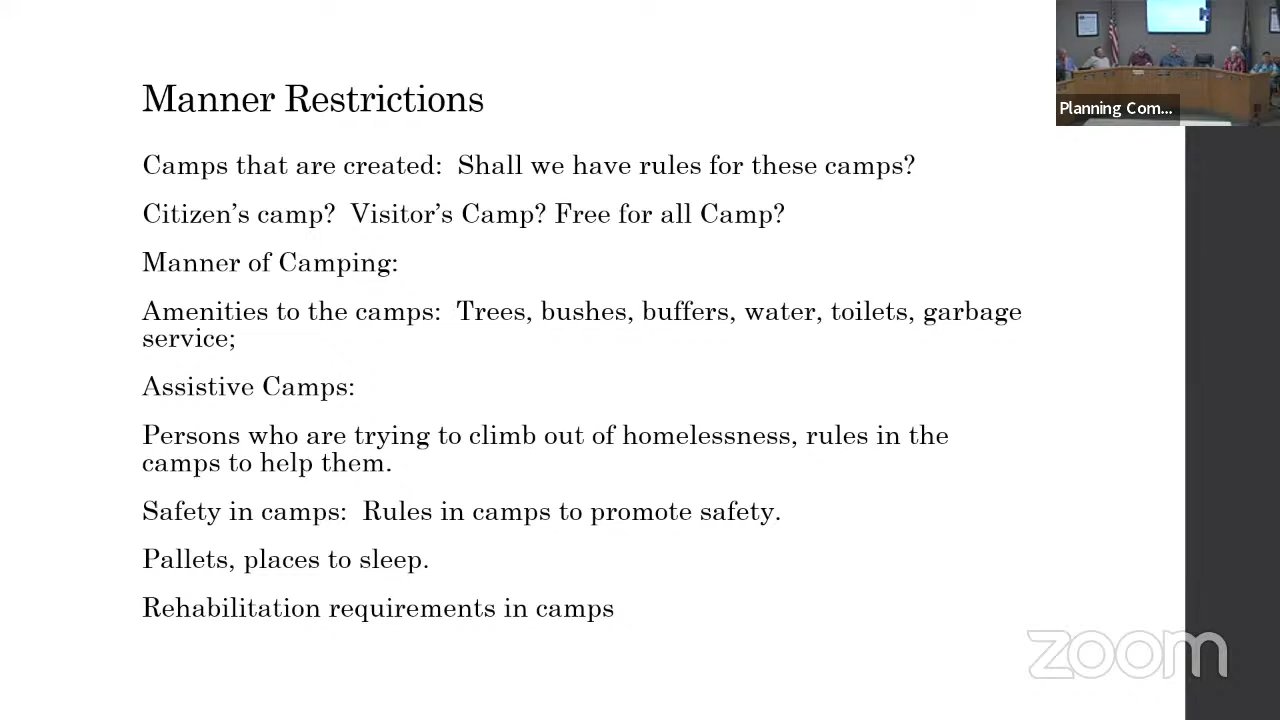 Manner Restrictions
Camps that are created:  Shall we have rules for these camps?
Citizen’s camp?  Visitor’s Camp? Free for all Camp?
Manner of Camping:
Amenities to the camps:  Trees, bushes, buffers, water, toilets, garbage
service;
Assistive Camps:
Persons who are trying to climb out of homelessness, rules in the
camps to help them.
Safety in camps:  Rules in camps to promote safety.
Pallets, places to sleep.
Rehabilitation requirements in camps
Planning Com...
zoom